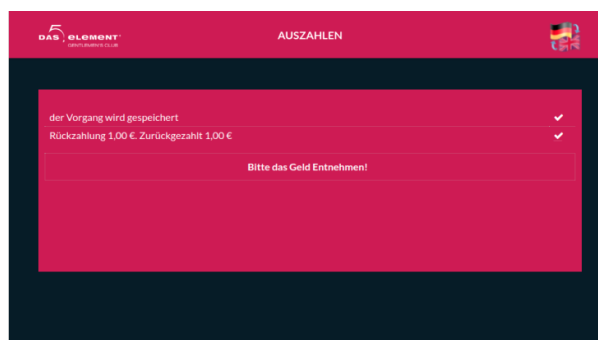 DAS 5 ELEMENT
GENTLEMEN'S CLUB
AUSZAHLEN
der Vorgang wird gespeichert
Rückzahlung 1,00 €. Zurückgezahlt 1,00 €
Bitte das Geld Entnehmen!